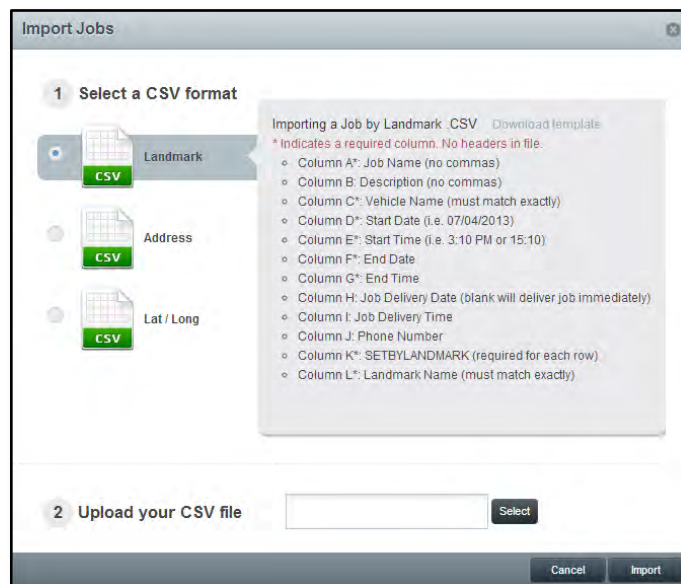 Import Jobs
1 Select a CSV format
CSV Landmark
CSV Address
CSV Lat / Long
Importing a Job by Landmark .CSV Download template
* Indicates a required column. No headers in file.
Column A*: Job Name (no commas)
Column B: Description (no commas)
Column C*: Vehicle Name (must match exactly)
Column D*: Start Date (i.e. 07/04/2013)
Column E*: Start Time (i.e. 3:10 PM or 15:10)
Column F*: End Date
Column G*: End Time
Column H: Job Delivery Date (blank will deliver job immediately)
Column I: Job Delivery Time
Column J: Phone Number
Column K*: SETBYLANDMARK (required for each row)
Column L*: Landmark Name (must match exactly)
2 Upload your CSV file
Select
Cancel Import